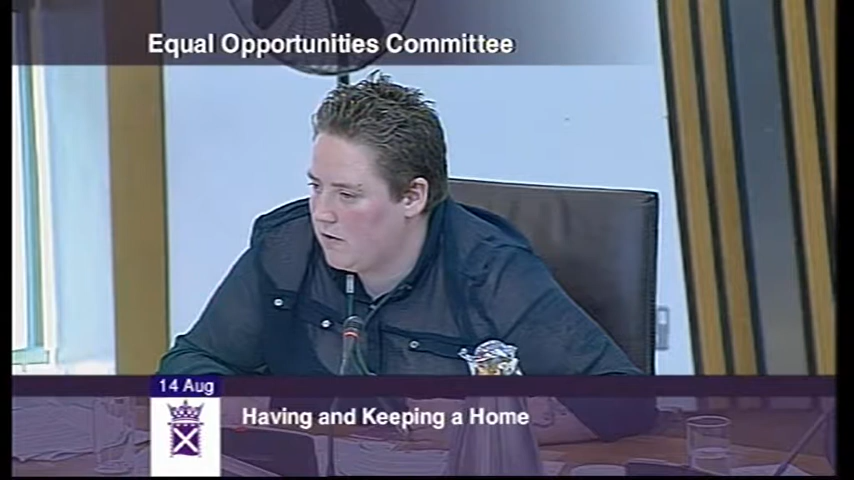 Equal Opportunities Committee
14 Aug
Having and Keeping a Home